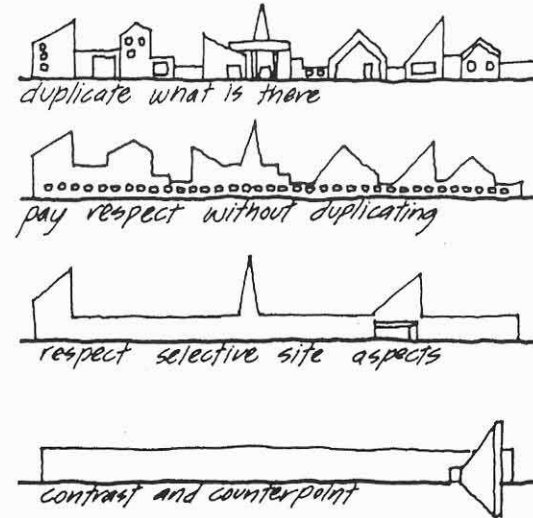 duplicate what is there
pay respect without duplicating
respect selective site aspects
contrast and counterpoint